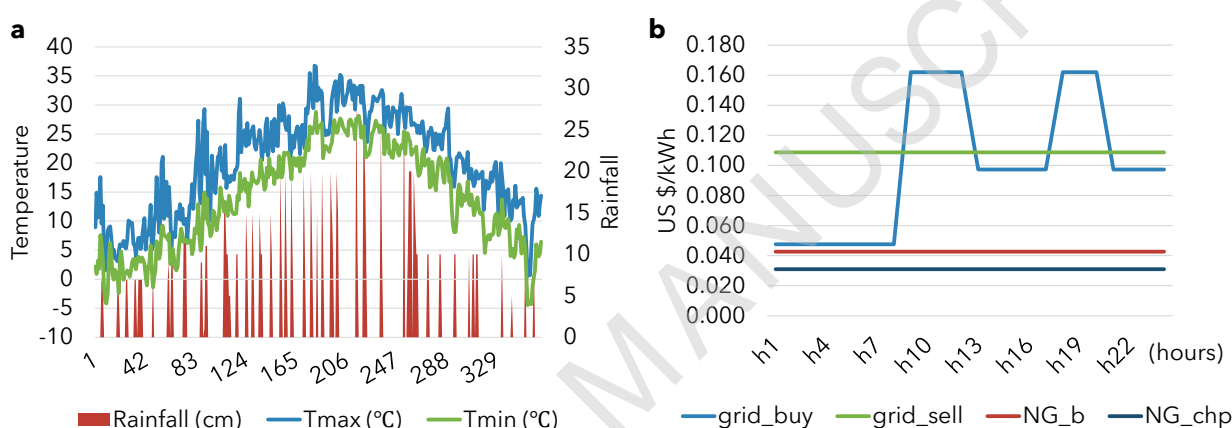 a
40
35
30
25
20
15
10
5
0
-5
-10
Temperature
35
30
25
20
15
10
5
0
Rainfall
1
42
83
124
165
206
247
288
329
Rainfall (cm)
Tmax (℃)
Tmin (℃)
b
0.180
0.160
0.140
0.120
0.100
0.080
0.060
0.040
0.020
0.000
US $/kWh
h1
h4
h7
h10
h13
h16
h19
h22
(hours)
grid_buy
grid_sell
NG_b
NG_chp
MANUSC